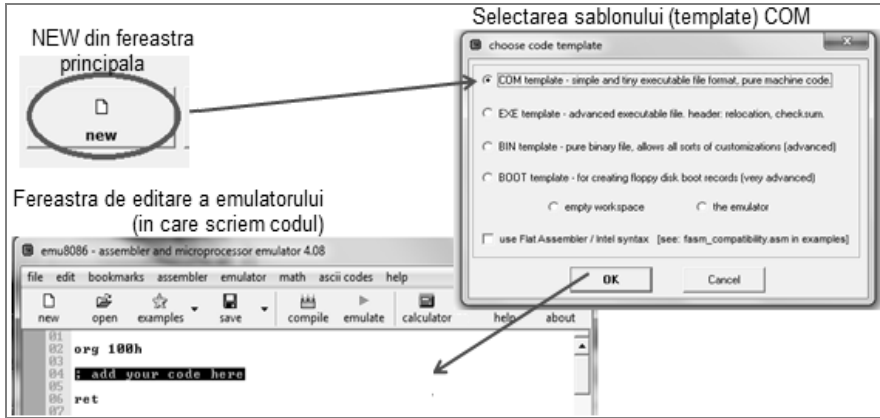 NEW din fereastra
principala
new
Selectarea sablonului (template) COM
choose code template
COM template - simple and tiny executable file format, pure machine code.
EXE template - advanced executable file. header: relocation, checksum.
BIN template - pure binary file, allows all sorts of customizations (advanced)
BOOT template - for creating floppy disk boot records (very advanced)
empty workspace the emulator
use Flat Assembler / Intel syntax [see: fasm_compatibility.asm in examples]
OK Cancel
Fereastra de editare a emulatorului
(in care scriem codul)
emu8086 - assembler and microprocessor emulator 4.08
file edit bookmarks assembler emulator math ascii codes help
new open examples save compile emulate calculator help about
01
02 org 100h
03
04 ; add your code here
05
06 ret
07